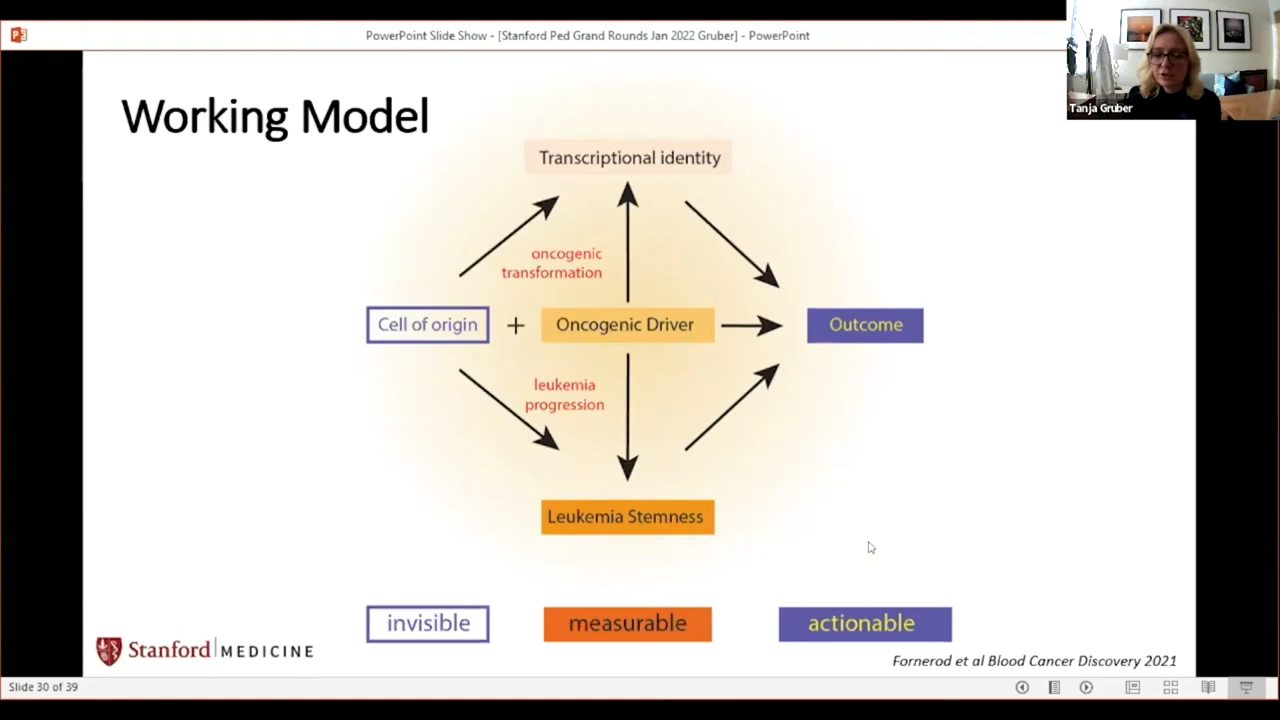 PowerPoint Slide Show - [Stanford Ped Grand Rounds Jan 2022 Gruber] - PowerPoint
Tanja Gruber
Working Model
Transcriptional identity
oncogenic
transformation
Cell of origin + Oncogenic Driver Outcome
leukemia
progression
Leukemia Stemness
invisible measurable actionable
Stanford MEDICINE
Fornerod et al Blood Cancer Discovery 2021
Slide 30 of 39